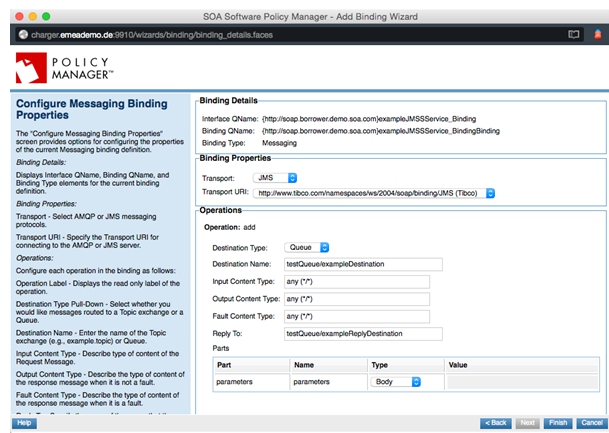 SOA Software Policy Manager - Add Binding Wizard
charger.emeademo.de:9910/wizards/binding/binding_details.faces
POLICY
MANAGER™
Configure Messaging Binding
Properties
The "Configure Messaging Binding Properties"
screen provides options for configuring the properties
of the current Messaging binding definition.
Binding Details:
Displays Interface QName, Binding QName, and
Binding Type elements for the current binding
definition.
Binding Properties:
Transport - Select AMQP or JMS messaging
protocols.
Transport URI - Specify the Transport URI for
connecting to the AMQP or JMS server.
Operations:
Configure each operation in the binding as follows:
Operation Label - Displays the read only label of the
operation.
Destination Type Pull-Down - Select whether you
would like messages routed to a Topic exchange or a
Queue.
Destination Name - Enter the name of the Topic
exchange (e.g., example.topic) or Queue.
Input Content Type - Describe type of content of the
Request Message.
Output Content Type - Describe the type of content of
the response message when it is not a fault.
Fault Content Type - Describe the type of content of
the response message when it is a fault.
Binding Details
Interface QName: {http://soap.borrower.demo.soa.com}exampleJMSSService_Binding
Binding QName: {http://soap.borrower.demo.soa.com}exampleJMSSService_BindingBinding
Binding Type: Messaging
Binding Properties
Transport: JMS
Transport URI: http://www.tibco.com/namespaces/ws/2004/soap/binding/JMS (Tibco)
Operations
Operation: add
Destination Type: Queue
Destination Name: testQueue/exampleDestination
Input Content Type: any (*/*)
Output Content Type: any (*/*)
Fault Content Type: any (*/*)
Reply To: testQueue/exampleReplyDestination
Parts
Part Name Type Value
parameters parameters Body
Help < Back Next Finish Cancel